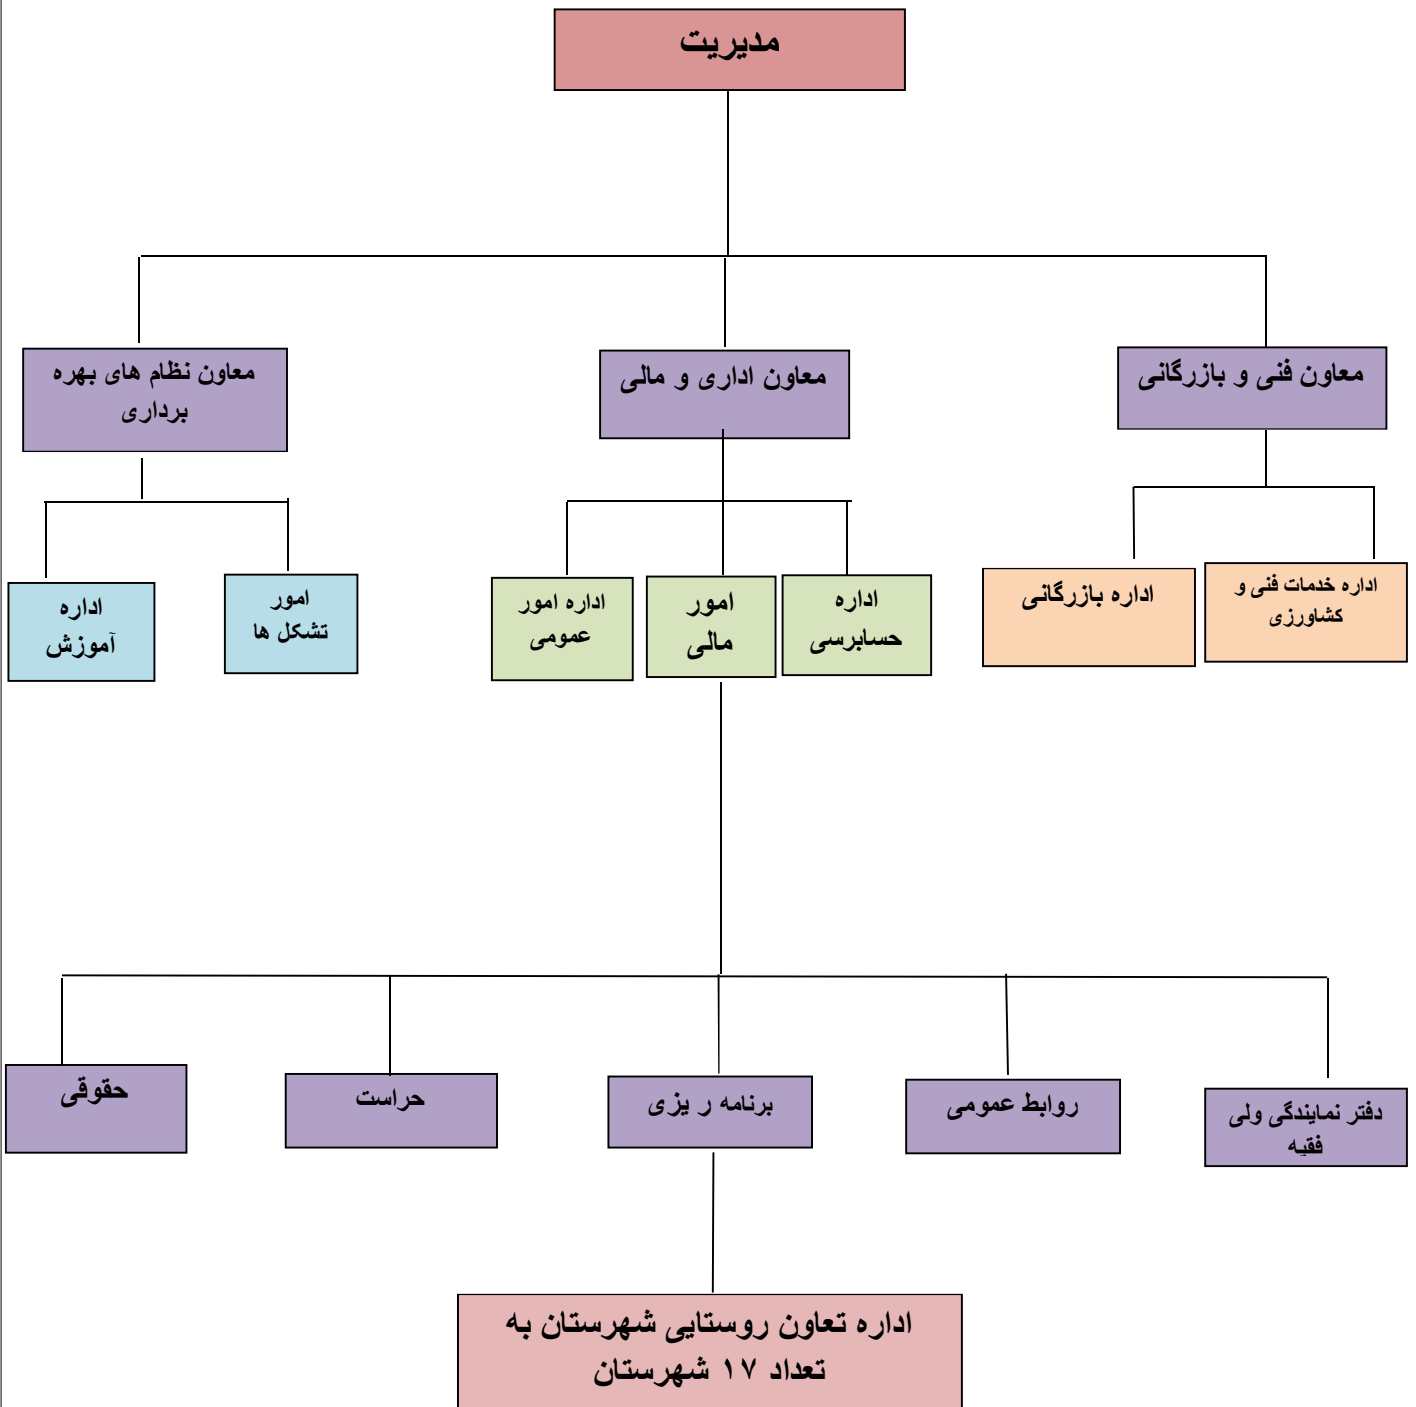 مدیریت
معاون فنی و بازرگانی
معاون اداری و مالی
معاون نظام های بهره
برداری
اداره خدمات فنی و
کشاورزی
اداره بازرگانی
اداره
حسابرسی
امور
مالی
اداره امور
عمومی
امور
تشکل ها
اداره
آموزش
دفتر نمایندگی ولی
فقیه
روابط عمومی
برنامه ر یزی
حراست
حقوقی
اداره تعاون روستایی شهرستان به
تعداد ۱۷ شهرستان